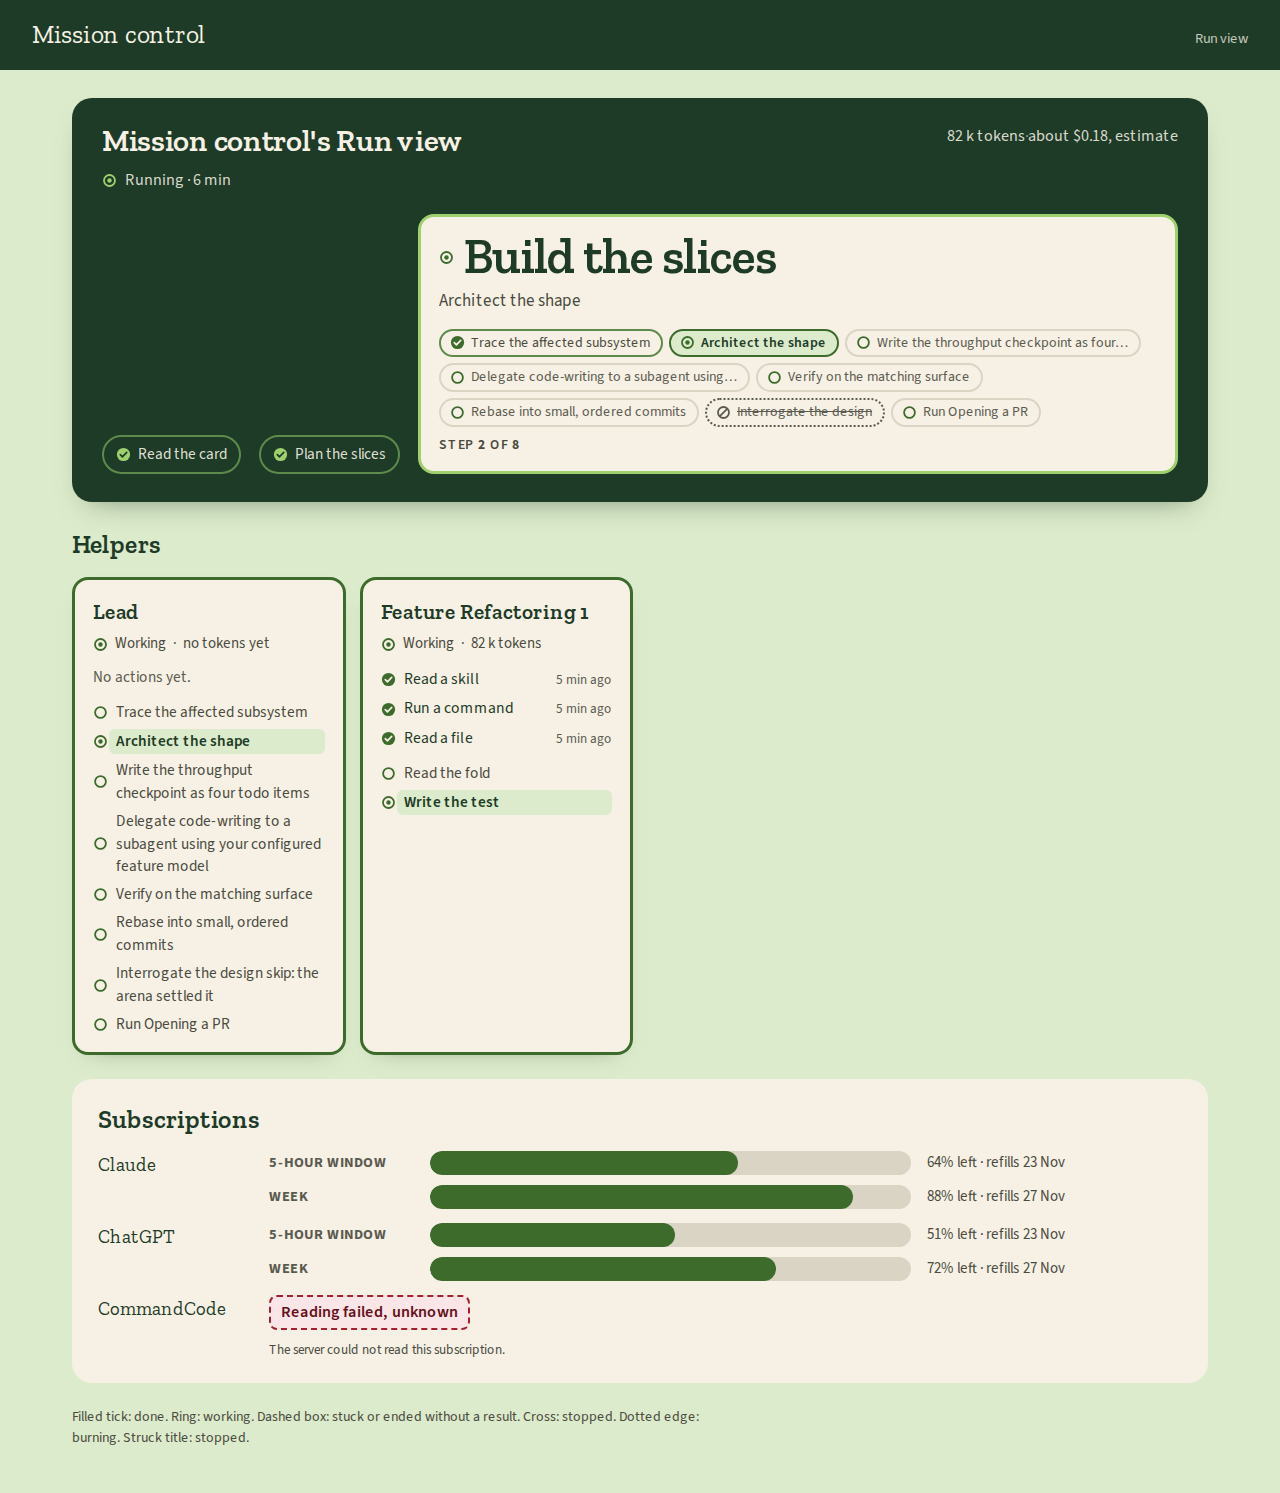 Mission control
Run view
Mission control's Run view
82 k tokens·about $0.18, estimate
Running · 6 min
Build the slices
Architect the shape
Trace the affected subsystem
Architect the shape
Write the throughput checkpoint as four…
Delegate code-writing to a subagent using…
Verify on the matching surface
Rebase into small, ordered commits
Interrogate the design
Run Opening a PR
STEP 2 OF 8
Read the card
Plan the slices
Helpers
Lead
Working · no tokens yet
No actions yet.
Trace the affected subsystem
Architect the shape
Write the throughput
checkpoint as four todo items
Delegate code-writing to a
subagent using your configured
feature model
Verify on the matching surface
Rebase into small, ordered
commits
Interrogate the design skip: the
arena settled it
Run Opening a PR
Feature Refactoring 1
Working · 82 k tokens
Read a skill 5 min ago
Run a command 5 min ago
Read a file 5 min ago
Read the fold
Write the test
Subscriptions
Claude
5-HOUR WINDOW 64% left · refills 23 Nov
WEEK 88% left · refills 27 Nov
ChatGPT
5-HOUR WINDOW 51% left · refills 23 Nov
WEEK 72% left · refills 27 Nov
CommandCode
Reading failed, unknown
The server could not read this subscription.
Filled tick: done. Ring: working. Dashed box: stuck or ended without a result. Cross: stopped. Dotted edge:
burning. Struck title: stopped.